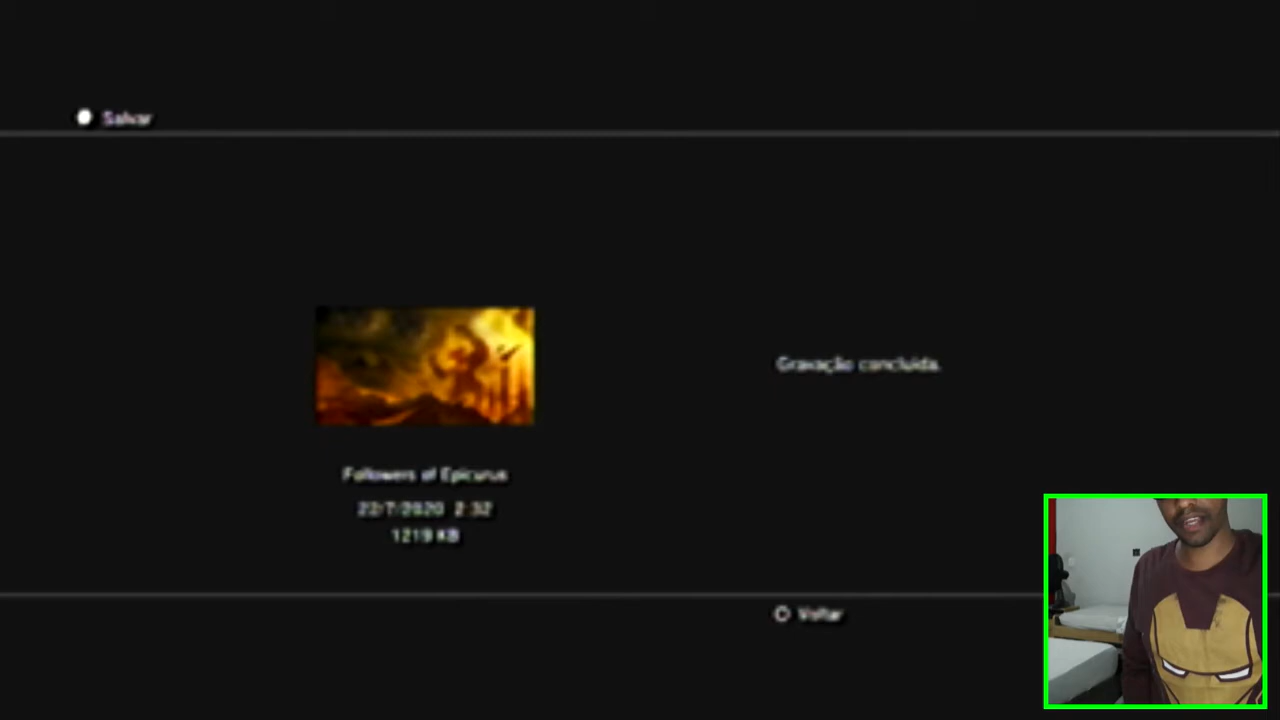 Salvar
Gravação concluída.
Followers of Epicurus
22/7/2020 2:32
1219 KB
Voltar